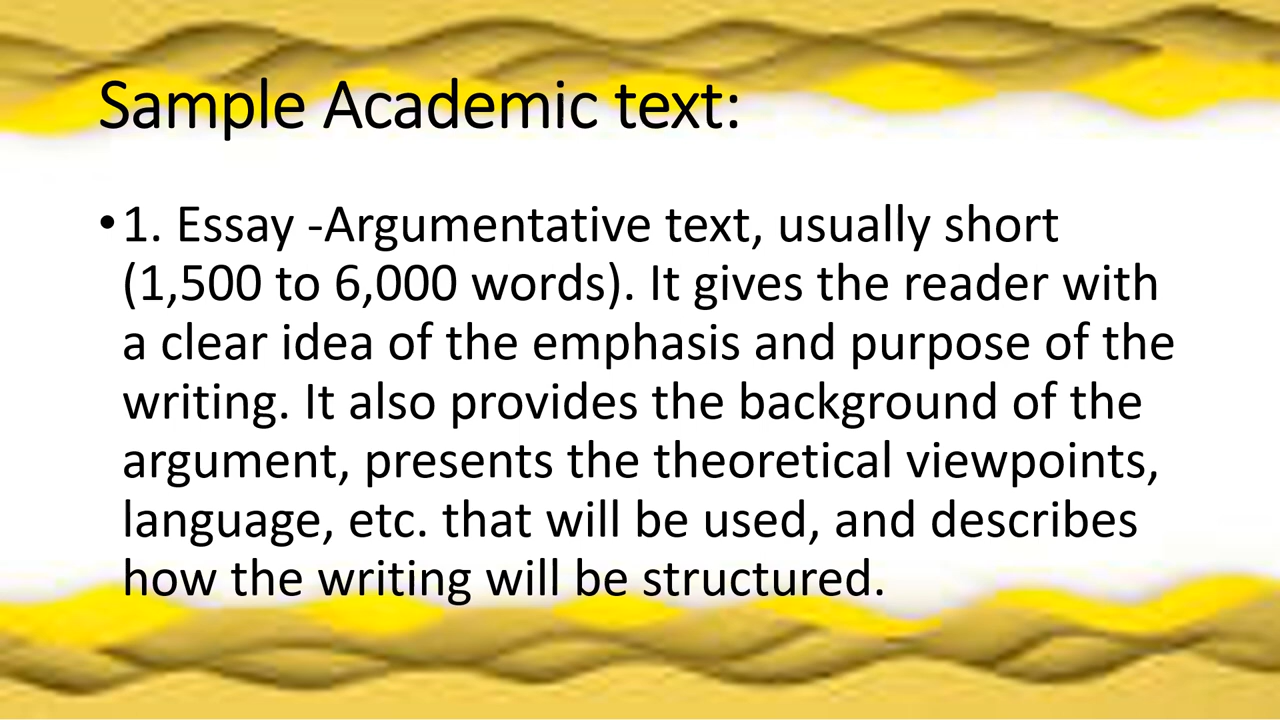 Sample Academic text:
• 1. Essay -Argumentative text, usually short
(1,500 to 6,000 words). It gives the reader with
a clear idea of the emphasis and purpose of the
writing. It also provides the background of the
argument, presents the theoretical viewpoints,
language, etc. that will be used, and describes
how the writing will be structured.